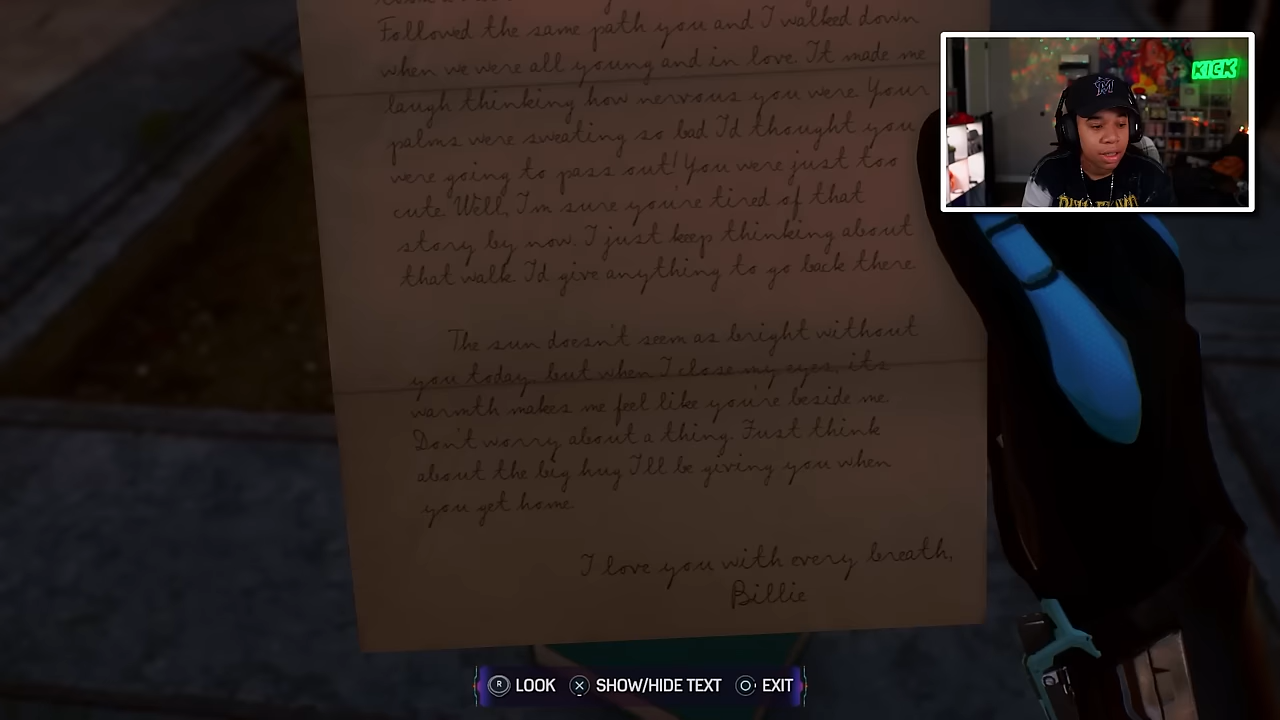 Followed the same path you and I walked down
when we were all young and in love. It made me
laugh thinking how nervous you were. Your
palms were sweating so bad I'd thought you
were going to pass out! You were just too
cute. Well, I'm sure you're tired of that
story by now. I just keep thinking about
that walk. I'd give anything to go back there.
The sun doesn't seem as bright without
you today, but when I close my eyes, its
warmth makes me feel like you're beside me.
Don't worry about a thing. Just think
about the big hug I'll be giving you when
you get home.
I love you with every breath,
Billie
KICK
M
R LOOK X SHOW/HIDE TEXT O EXIT